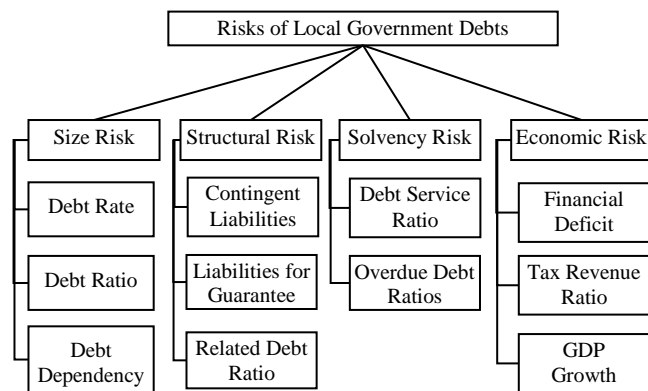 Risks of Local Government Debts
Size Risk
Structural Risk
Solvency Risk
Economic Risk
Debt Rate
Debt Ratio
Debt
Dependency
Contingent
Liabilities
Liabilities for
Guarantee
Related Debt
Ratio
Debt Service
Ratio
Overdue Debt
Ratios
Financial
Deficit
Tax Revenue
Ratio
GDP
Growth